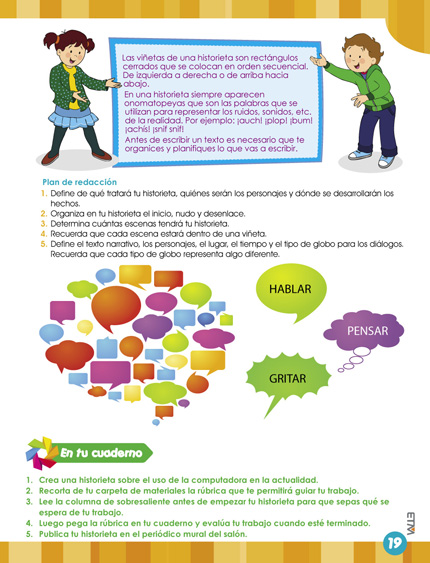 Las viñetas de una historieta son rectángulos
cerrados que se colocan en orden secuencial.
De izquierda a derecha o de arriba hacia
abajo.
En una historieta siempre aparecen
onomatopeyas que son las palabras que se
utilizan para representar los ruidos, sonidos, etc.
de la realidad. Por ejemplo: ¡auch! ¡plop! ¡bum!
¡achís! ¡snif snif!
Antes de escribir un texto es necesario que te
organices y planifiques lo que vas a escribir.
Plan de redacción
1. Define de qué tratará tu historieta, quiénes serán los personajes y dónde se desarrollarán los
hechos.
2. Organiza en tu historieta el inicio, nudo y desenlace.
3. Determina cuántas escenas tendrá tu historieta.
4. Recuerda que cada escena estará dentro de una viñeta.
5. Define el texto narrativo, los personajes, el lugar, el tiempo y el tipo de globo para los diálogos.
Recuerda que cada tipo de globo representa algo diferente.
HABLAR
PENSAR
GRITAR
En tu cuaderno
1. Crea una historieta sobre el uso de la computadora en la actualidad.
2. Recorta de tu carpeta de materiales la rúbrica que te permitirá guiar tu trabajo.
3. Lee la columna de sobresaliente antes de empezar tu historieta para que sepas qué se
espera de tu trabajo.
4. Luego pega la rúbrica en tu cuaderno y evalúa tu trabajo cuando esté terminado.
5. Publica tu historieta en el periódico mural del salón.
19